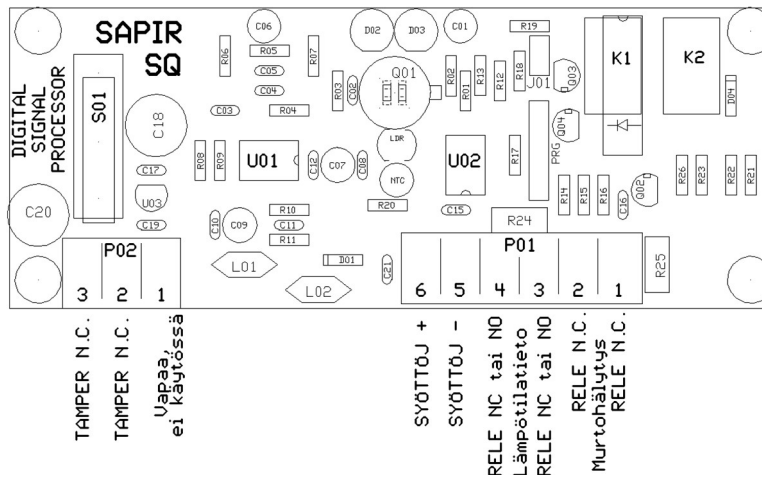 SAPIR
SQ
DIGITAL
SIGNAL
PROCESSOR
S01
C18
C20
C17
U03
C19
P02
3
2
1
C06
R06
R05
R07
C05
C04
C03
R04
R08
R09
U01
C12
C07
C08
C10
C09
R10
C11
R11
L01
L02
D01
C21
D02
D03
C01
R03
C02
Q01
LDR
NTC
R20
R02
R01
R13
R12
R18
R19
J01
Q03
Q04
U02
R17
PRG
C15
R24
R14
R15
R16
C16
Q02
K1
K2
D04
R26
R23
R22
R21
R25
P01
6
5
4
3
2
1
TAMPER N.C.
TAMPER N.C.
Vapaa,
ei käytössä
SYÖTTÖJ +
SYÖTTÖJ -
RELE NC tai NO
Lämpötilatieto
RELE NC tai NO
RELE N.C.
Murtohälytys
RELE N.C.